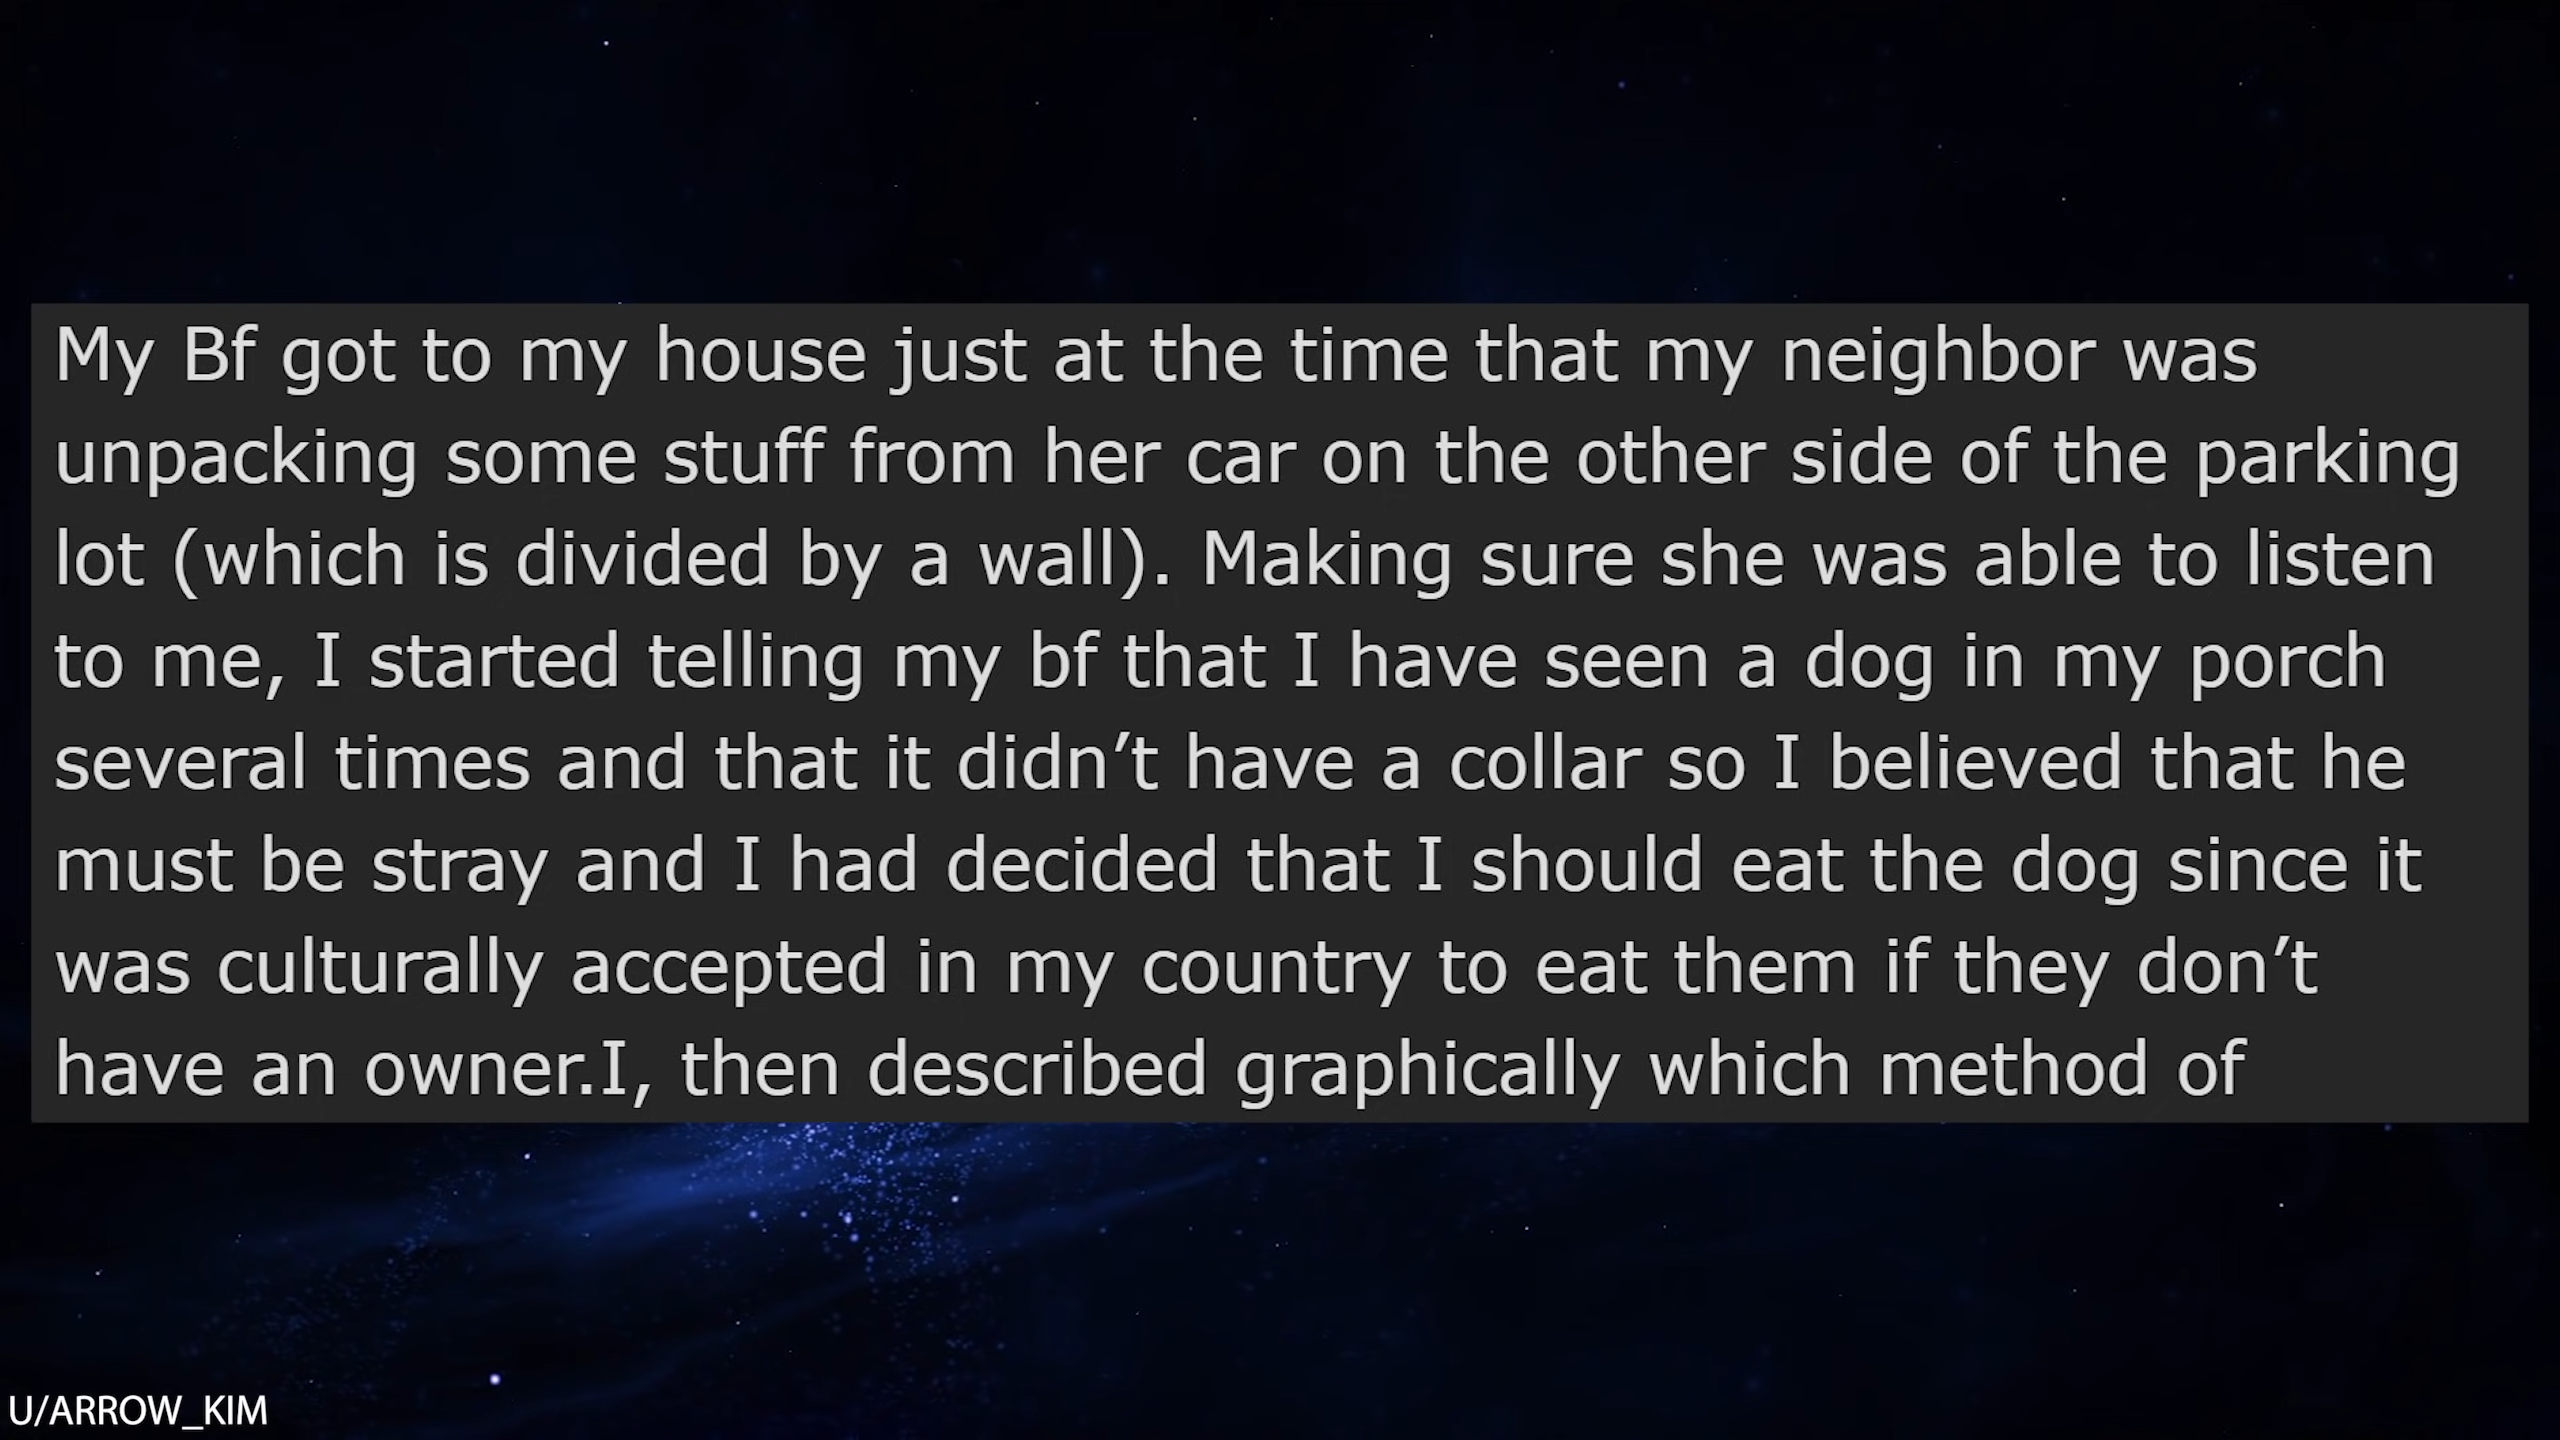 My Bf got to my house just at the time that my neighbor was
unpacking some stuff from her car on the other side of the parking
lot (which is divided by a wall). Making sure she was able to listen
to me, I started telling my bf that I have seen a dog in my porch
several times and that it didn’t have a collar so I believed that he
must be stray and I had decided that I should eat the dog since it
was culturally accepted in my country to eat them if they don’t
have an owner.I, then described graphically which method of
U/ARROW_KIM